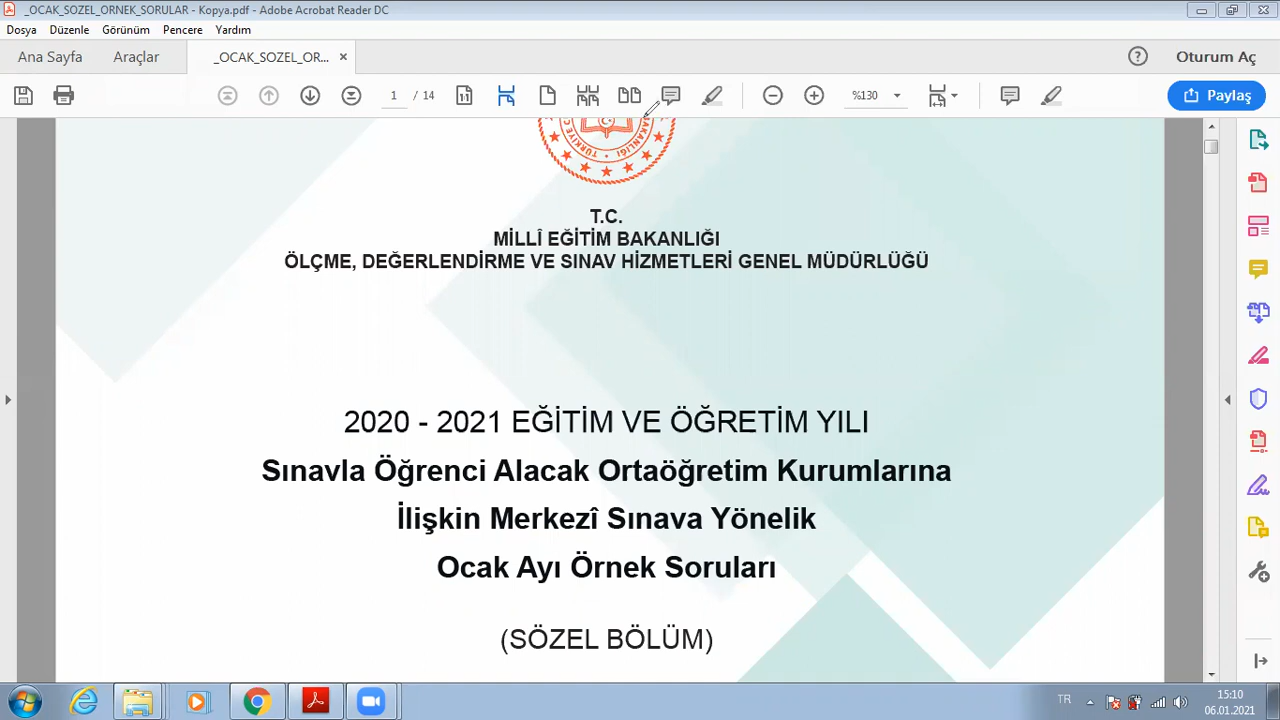 _OCAK_SOZEL_ORNEK_SORULAR - Kopya.pdf - Adobe Acrobat Reader DC
Dosya Düzenle Görünüm Pencere Yardım
Ana Sayfa Araçlar _OCAK_SOZEL_OR... × Oturum Aç
1 / 14 %130 Paylaş
T.C.
MİLLÎ EĞİTİM BAKANLIĞI
ÖLÇME, DEĞERLENDİRME VE SINAV HİZMETLERİ GENEL MÜDÜRLÜĞÜ
2020 - 2021 EĞİTİM VE ÖĞRETİM YILI
Sınavla Öğrenci Alacak Ortaöğretim Kurumlarına
İlişkin Merkezî Sınava Yönelik
Ocak Ayı Örnek Soruları
(SÖZEL BÖLÜM)
TR 15:10
06.01.2021